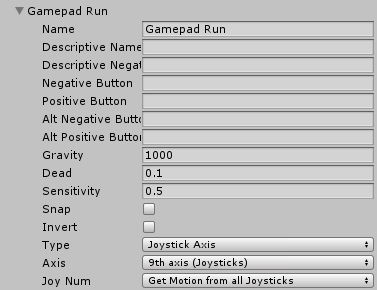 Gamepad Run
Name Gamepad Run
Descriptive Name
Descriptive Negat
Negative Button
Positive Button
Alt Negative Butto
Alt Positive Button
Gravity 1000
Dead 0.1
Sensitivity 0.5
Snap
Invert
Type Joystick Axis
Axis 9th axis (Joysticks)
Joy Num Get Motion from all Joysticks